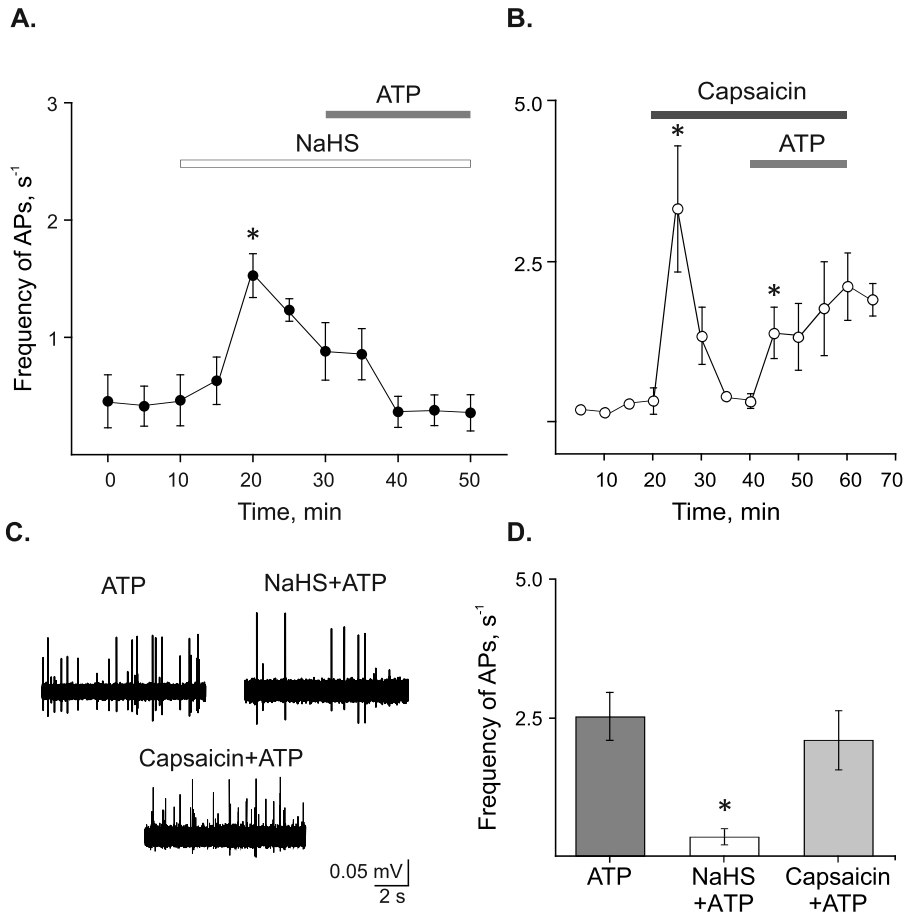 A.
3
2
1
Frequency of APs, s⁻¹
ATP
NaHS
*
0 10 20 30 40 50
Time, min
B.
5.0
2.5
Capsaicin
*
ATP
*
10 20 30 40 50 60 70
Time, min
C.
ATP
NaHS+ATP
Capsaicin+ATP
0.05 mV
2 s
D.
5.0
2.5
Frequency of APs, s⁻¹
*
ATP
NaHS
+ATP
Capsaicin
+ATP